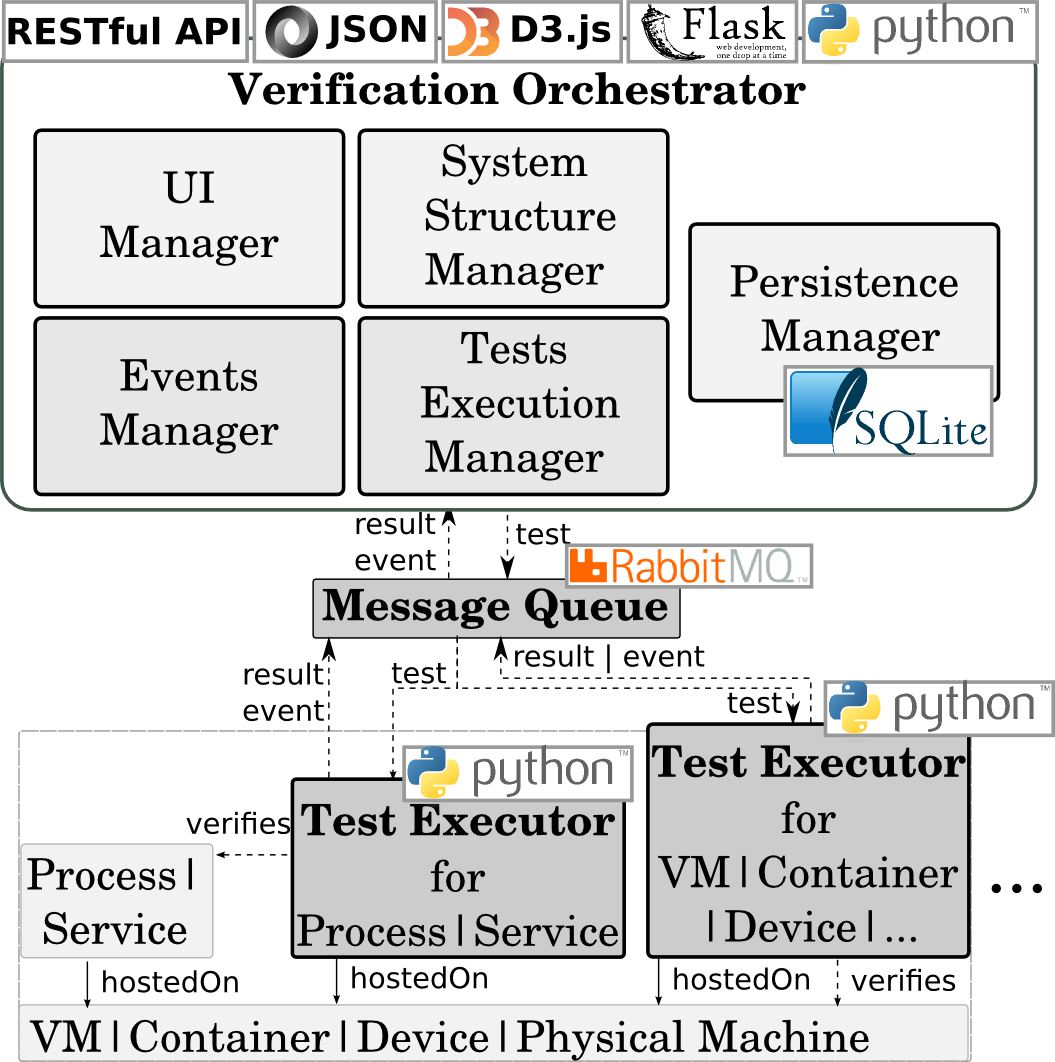 RESTful API
JSON
D3.js
Flask
web development,
one drop at a time
python™
Verification Orchestrator
UI
Manager
System
Structure
Manager
Persistence
Manager
SQLite
Events
Manager
Tests
Execution
Manager
result
event
test
RabbitMQ™
Message Queue
result
event
test
result | event
test
python™
python™
verifies
Test Executor
for
Process|Service
Test Executor
for
VM|Container
|Device|...
...
Process|
Service
hostedOn
hostedOn
hostedOn
verifies
VM|Container|Device|Physical Machine